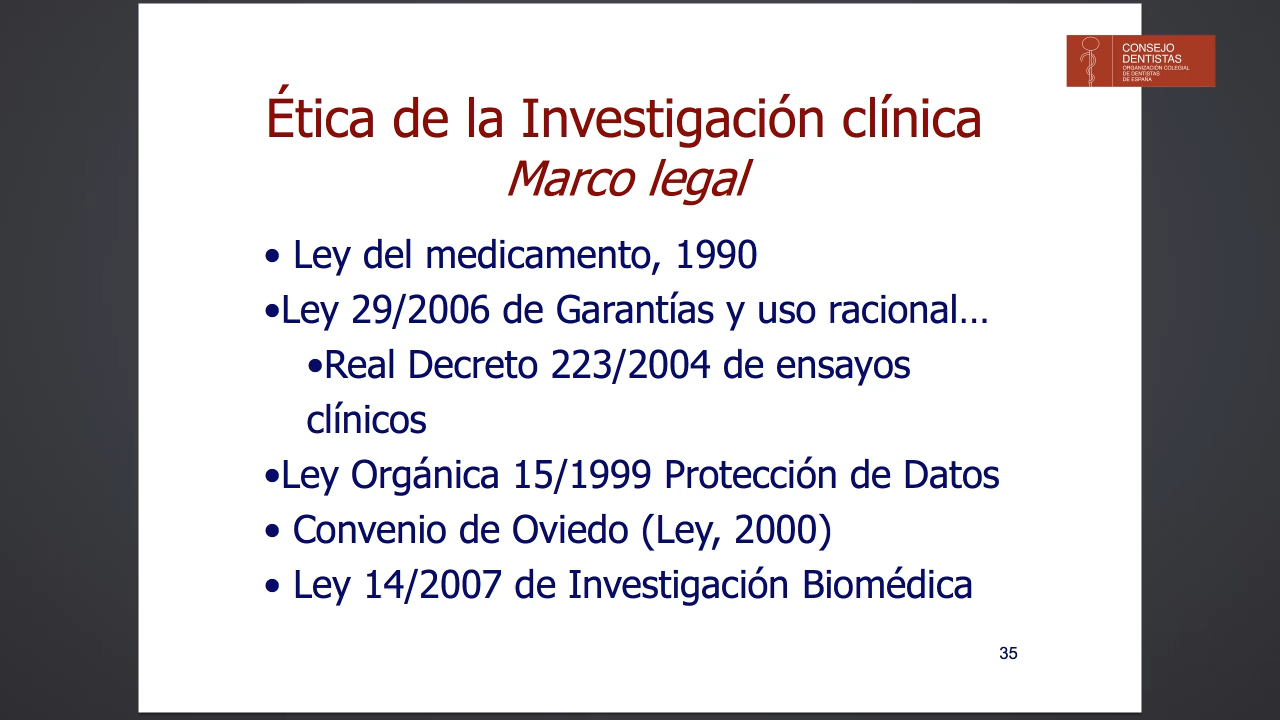 CONSEJO
DENTISTAS
ORGANIZACIÓN COLEGIAL
DE DENTISTAS
DE ESPAÑA
Ética de la Investigación clínica
Marco legal
• Ley del medicamento, 1990
•Ley 29/2006 de Garantías y uso racional…
•Real Decreto 223/2004 de ensayos
clínicos
•Ley Orgánica 15/1999 Protección de Datos
• Convenio de Oviedo (Ley, 2000)
• Ley 14/2007 de Investigación Biomédica
35